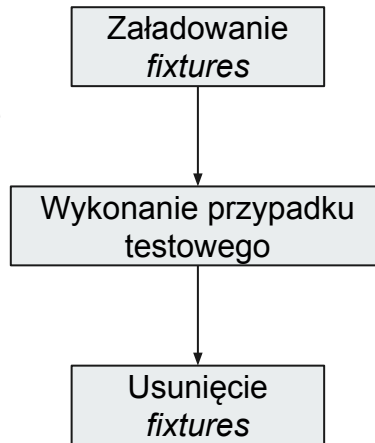 Załadowanie
fixtures
Wykonanie przypadku
testowego
Usunięcie
fixtures